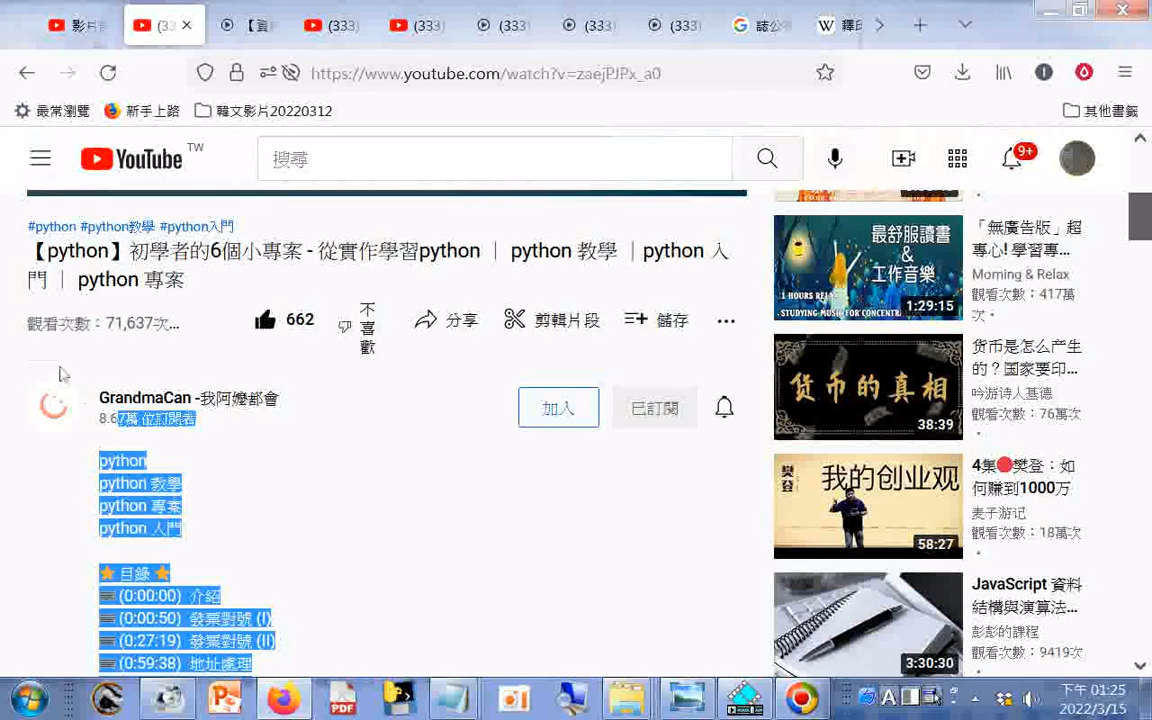 影片
(33
【資
(333)
(333)
(333
(333
(333
誌公
釋
https://www.youtube.com/watch?v=zaejPJPx_a0
最常瀏覽
新手上路
韓文影片20220312
其他書籤
YouTube TW
搜尋
9+
#python #python教學 #python入門
【python】初學者的6個小專案 - 從實作學習python ｜ python 教學 ｜python 入
門 ｜ python 專案
觀看次數：71,637次...
662
不喜歡
分享
剪輯片段
儲存
GrandmaCan -我阿嬤都會
8.67萬 位訂閱者
加入
已訂閱
python
python 教學
python 專案
python 入門
目錄
(0:00:00) 介紹
(0:00:50) 發票對號 (I)
(0:27:19) 發票對號 (II)
(0:59:38) 地址處理
最舒服讀書
&
工作音樂
HOURS RELA
STUDYING MUSIC FOR CONCENTRA
1:29:15
「無廣告版」超
專心! 學習專...
Morning & Relax
觀看次數：417萬
次·
货币的真相
38:39
货币是怎么产生
的？国家要印...
吟游诗人基德
觀看次數：76萬次
樊登
我的创业观
58:27
4集🔴樊登：如
何赚到1000万
麦子游记
觀看次數：18萬次
3:30:30
JavaScript 資料
結構與演算法...
彭彭的課程
觀看次數：9419次
PDF
A
下午 01:25
2022/3/15